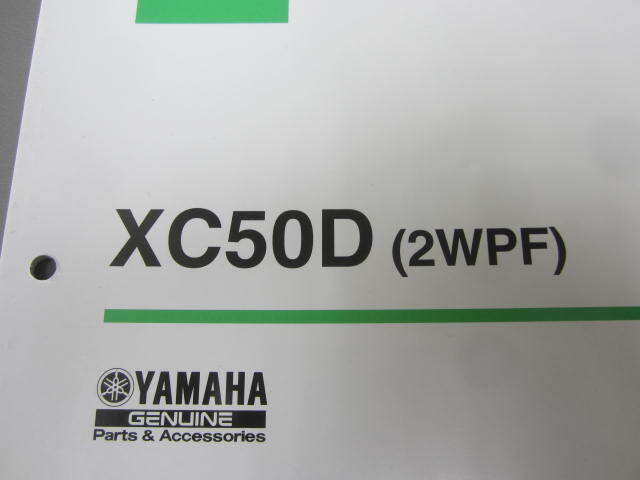 XC50D (2WPF)
YAMAHA
GENUINE
Parts & Accessories